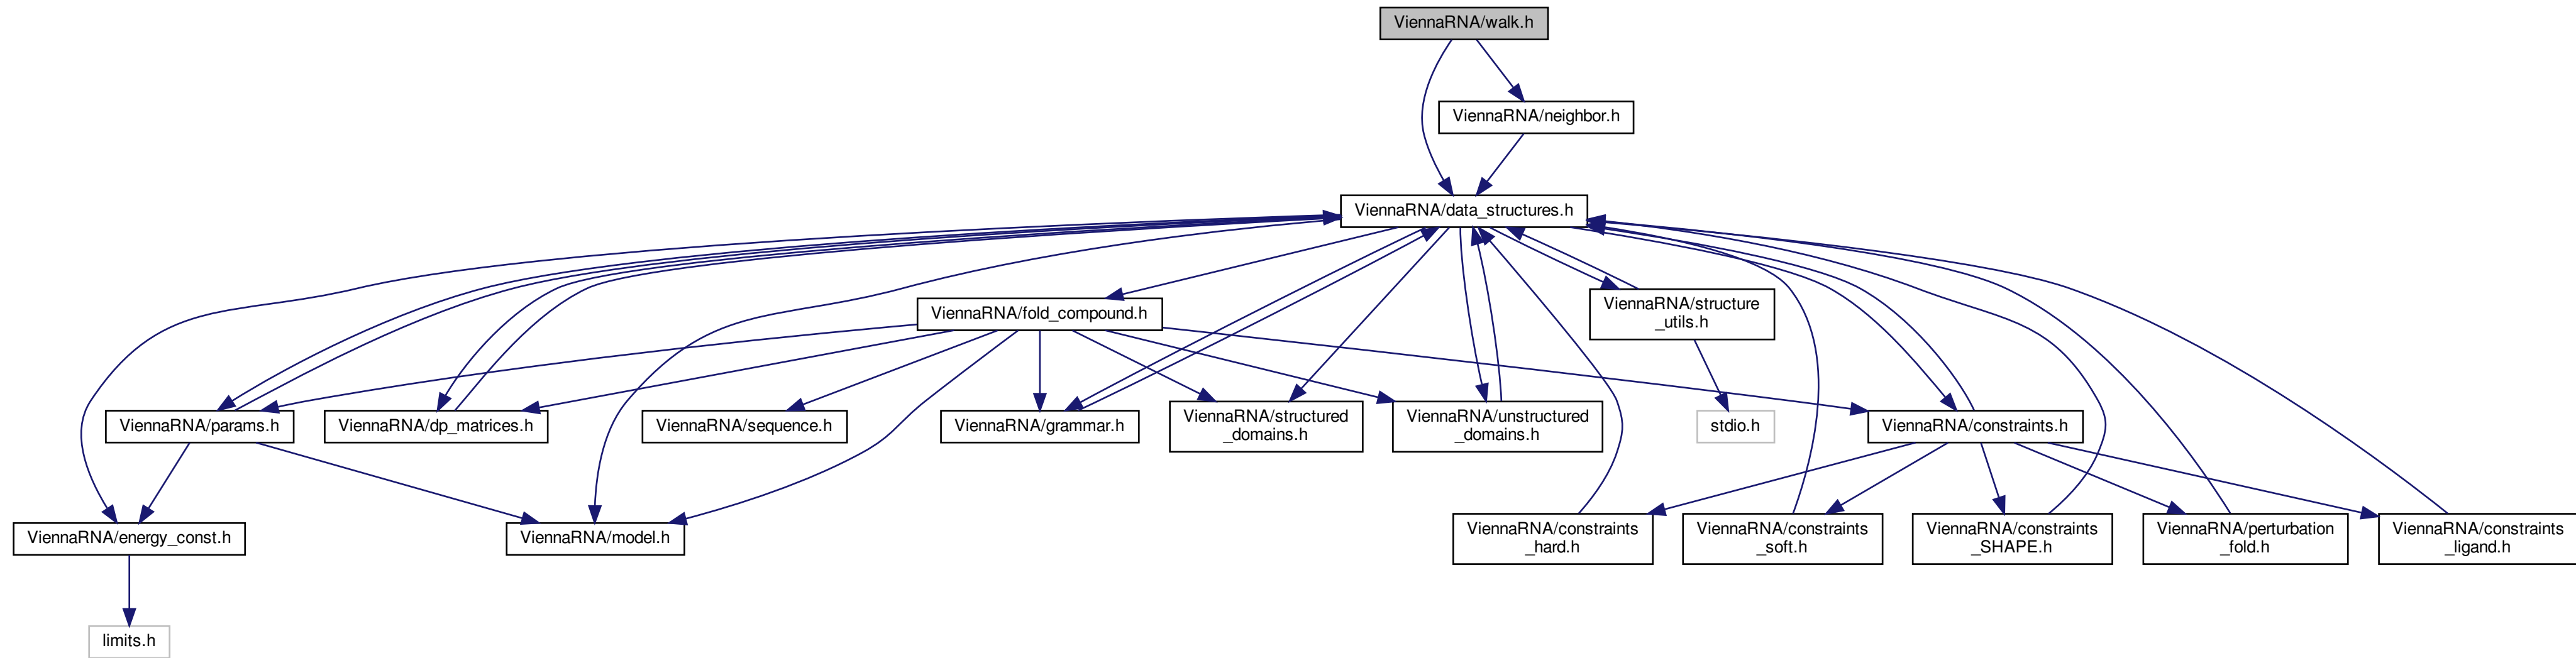 ViennaRNA/walk.h
ViennaRNA/neighbor.h
ViennaRNA/data_structures.h
ViennaRNA/fold_compound.h
ViennaRNA/structure
_utils.h
ViennaRNA/params.h
ViennaRNA/dp_matrices.h
ViennaRNA/sequence.h
ViennaRNA/grammar.h
ViennaRNA/structured
_domains.h
ViennaRNA/unstructured
_domains.h
stdio.h
ViennaRNA/constraints.h
ViennaRNA/energy_const.h
ViennaRNA/model.h
ViennaRNA/constraints
_hard.h
ViennaRNA/constraints
_soft.h
ViennaRNA/constraints
_SHAPE.h
ViennaRNA/perturbation
_fold.h
ViennaRNA/constraints
_ligand.h
limits.h